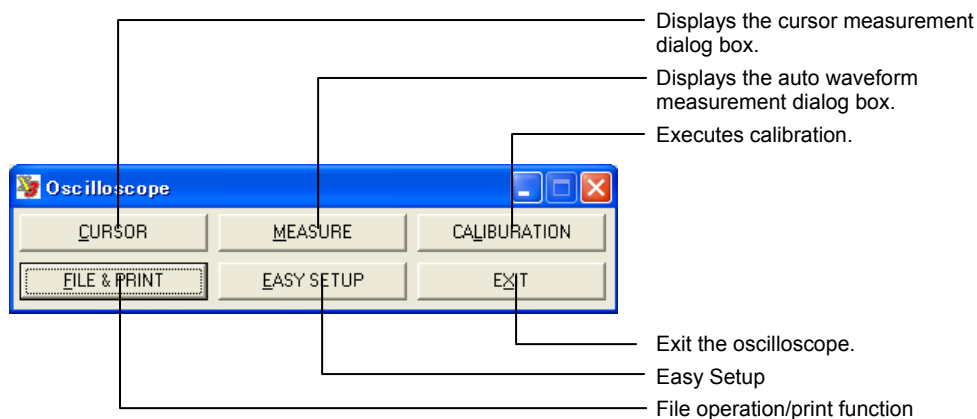 Displays the cursor measurement
dialog box.
Displays the auto waveform
measurement dialog box.
Executes calibration.
Oscilloscope
CURSOR
MEASURE
CALIBURATION
FILE & PRINT
EASY SETUP
EXIT
Exit the oscilloscope.
Easy Setup
File operation/print function